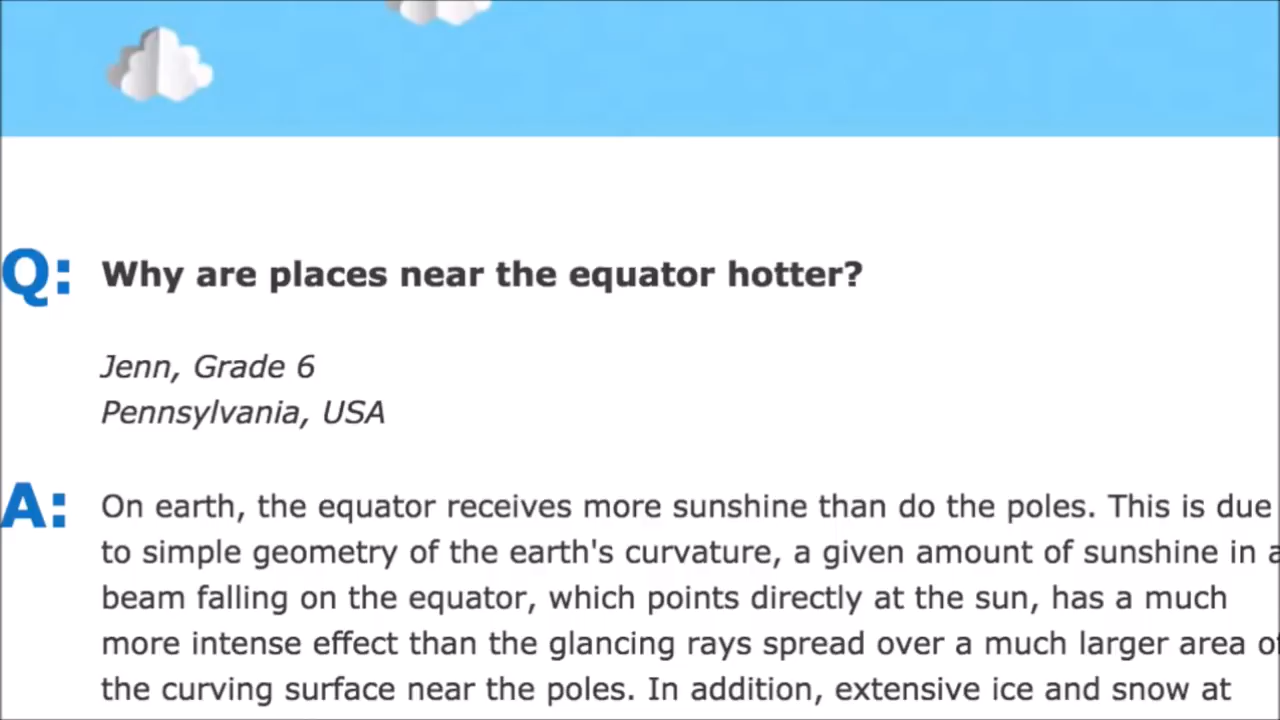 Q: Why are places near the equator hotter?
Jenn, Grade 6
Pennsylvania, USA
A: On earth, the equator receives more sunshine than do the poles. This is due
to simple geometry of the earth's curvature, a given amount of sunshine in a
beam falling on the equator, which points directly at the sun, has a much
more intense effect than the glancing rays spread over a much larger area of
the curving surface near the poles. In addition, extensive ice and snow at